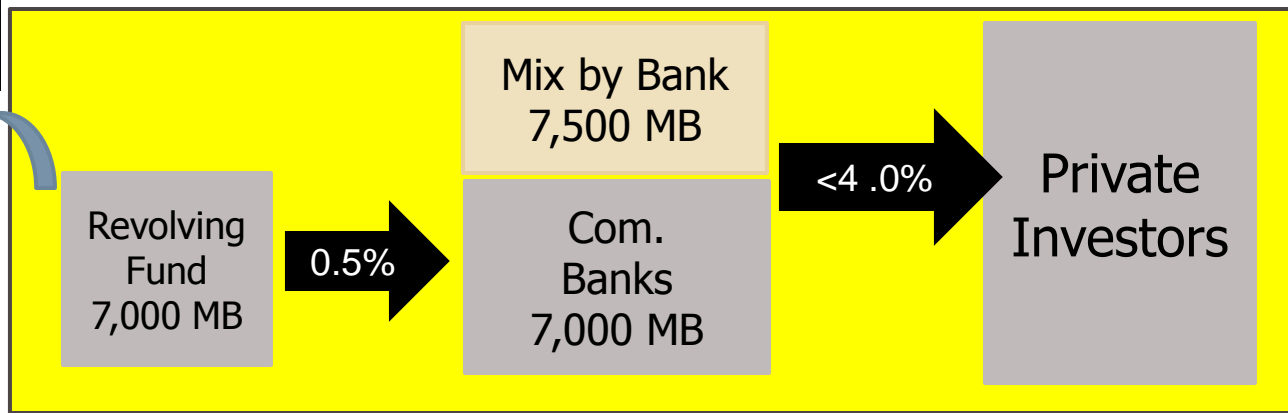 Revolving
Fund
7,000 MB
0.5%
Mix by Bank
7,500 MB
Com.
Banks
7,000 MB
<4 .0%
Private
Investors